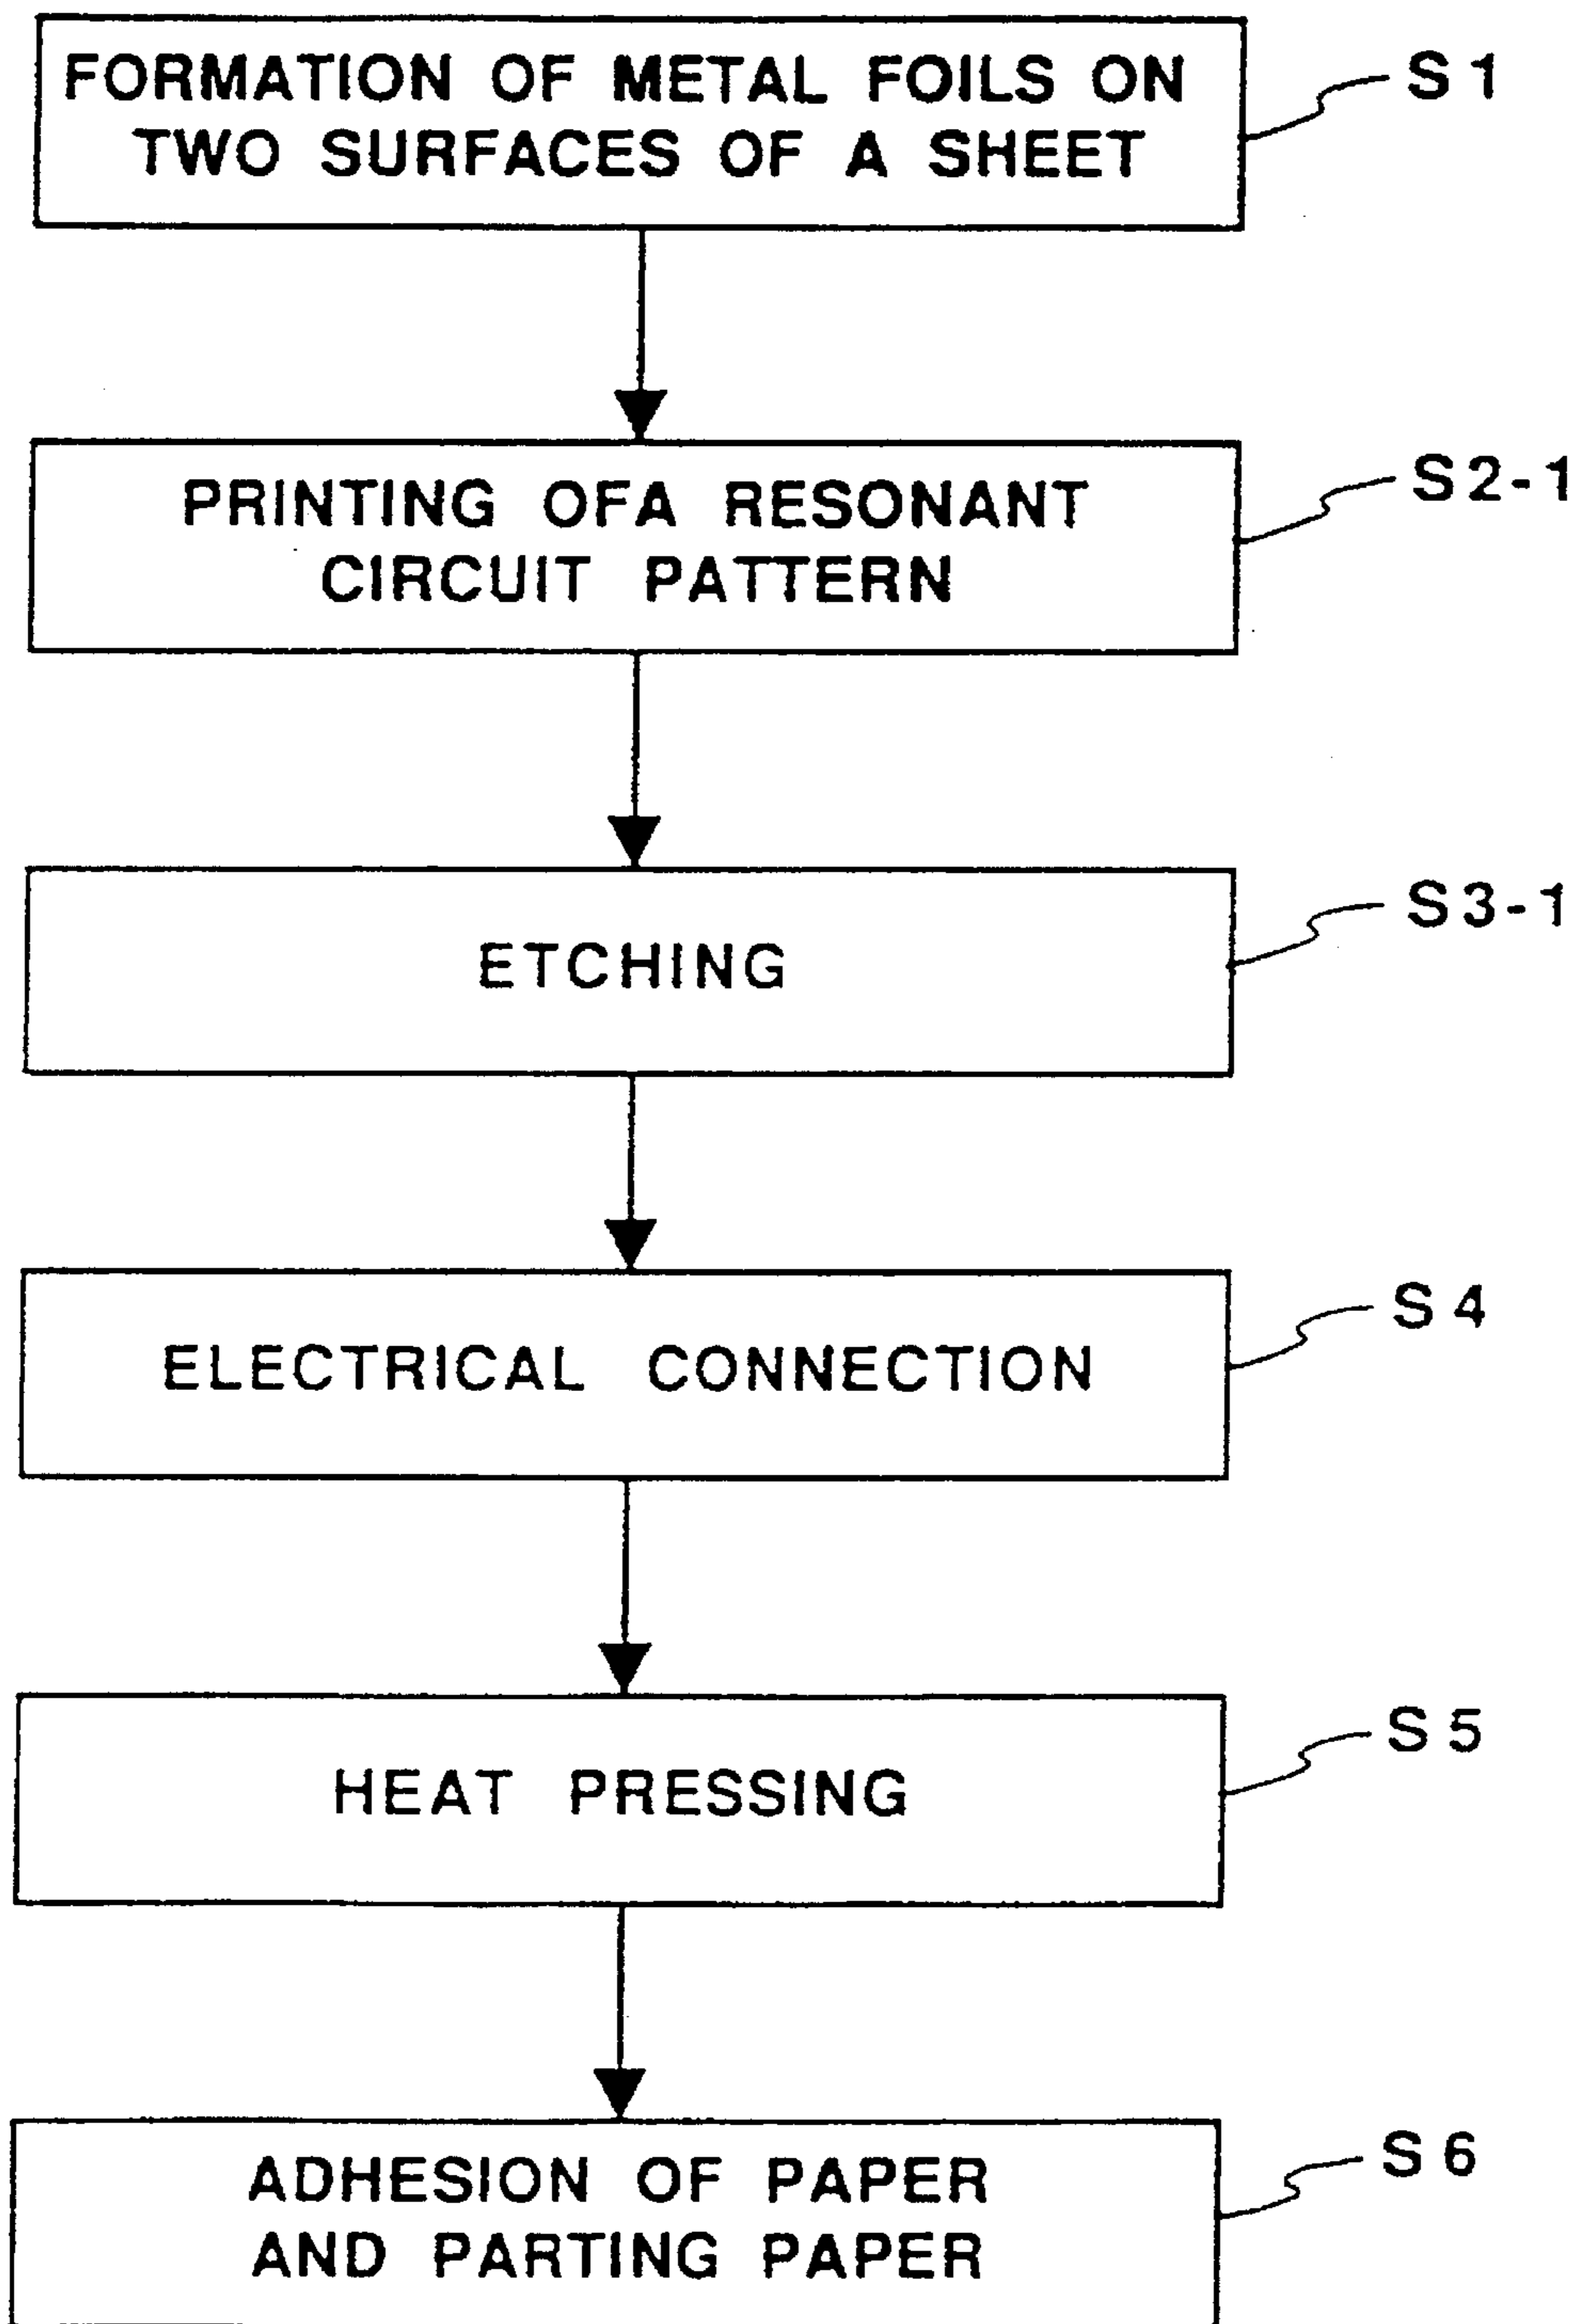 FORMATION OF METAL FOILS ON
TWO SURFACES OF A SHEET
S1
PRINTING OFA RESONANT
CIRCUIT PATTERN
S2-1
ETCHING
S3-1
ELECTRICAL CONNECTION
S4
HEAT PRESSING
S5
ADHESION OF PAPER
AND PARTING PAPER
S6